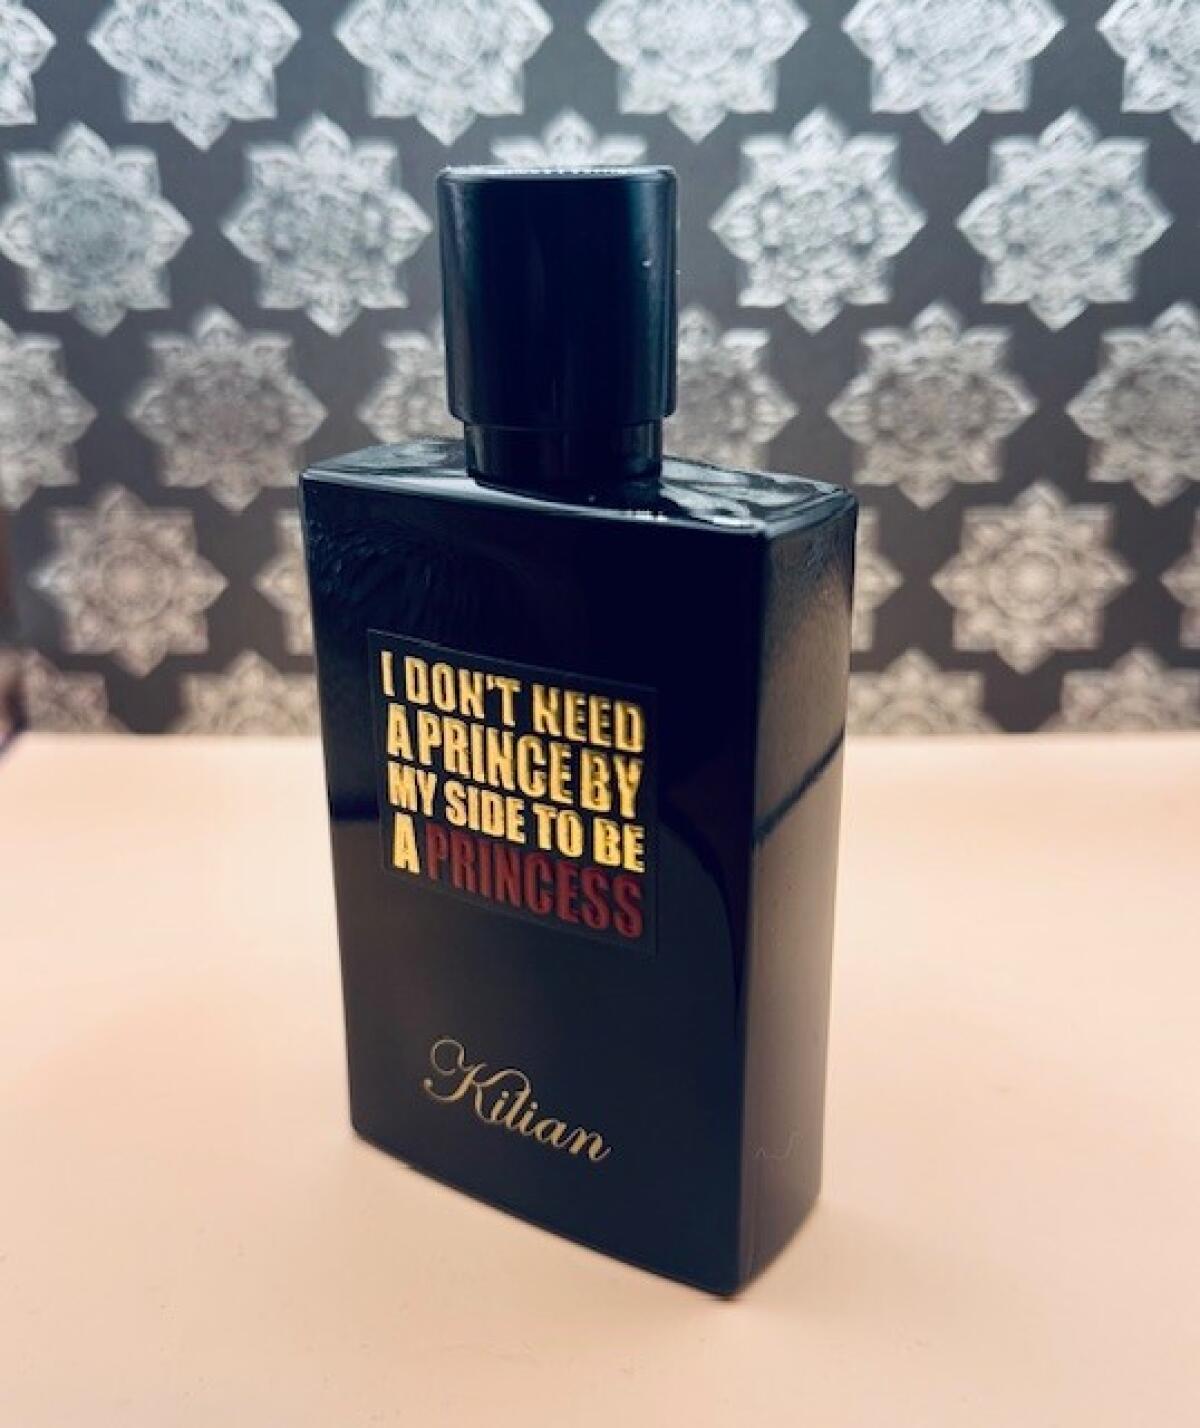 I DON'T NEED
A PRINCE BY
MY SIDE TO BE
A PRINCESS
Kilian